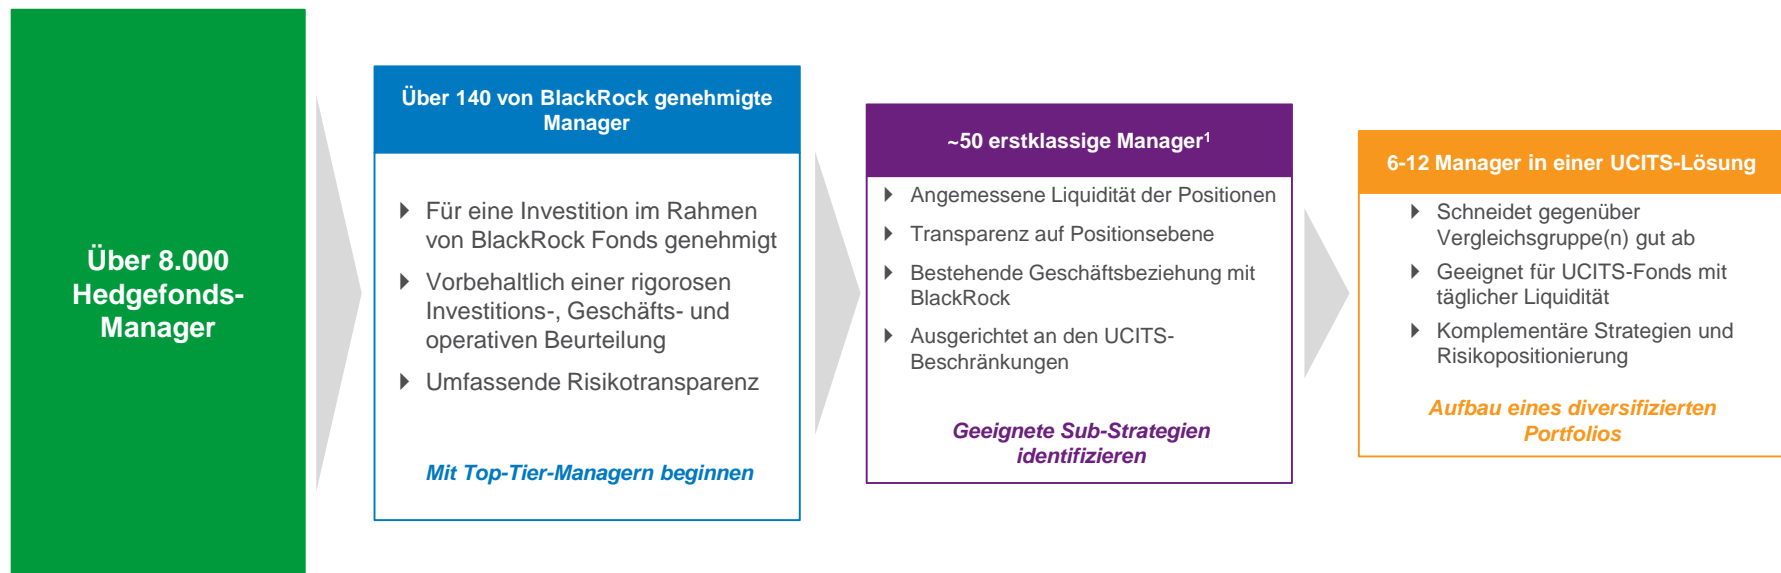 Über 8.000
Hedgefonds-
Manager
Über 140 von BlackRock genehmigte
Manager
Für eine Investition im Rahmen
von BlackRock Fonds genehmigt
Vorbehaltlich einer rigorosen
Investitions-, Geschäfts- und
operativen Beurteilung
Umfassende Risikotransparenz
Mit Top-Tier-Managern beginnen
~50 erstklassige Manager¹
Angemessene Liquidität der Positionen
Transparenz auf Positionsebene
Bestehende Geschäftsbeziehung mit
BlackRock
Ausgerichtet an den UCITS-
Beschränkungen
Geeignete Sub-Strategien
identifizieren
6-12 Manager in einer UCITS-Lösung
Schneidet gegenüber
Vergleichsgruppe(n) gut ab
Geeignet für UCITS-Fonds mit
täglicher Liquidität
Komplementäre Strategien und
Risikopositionierung
Aufbau eines diversifizierten
Portfolios